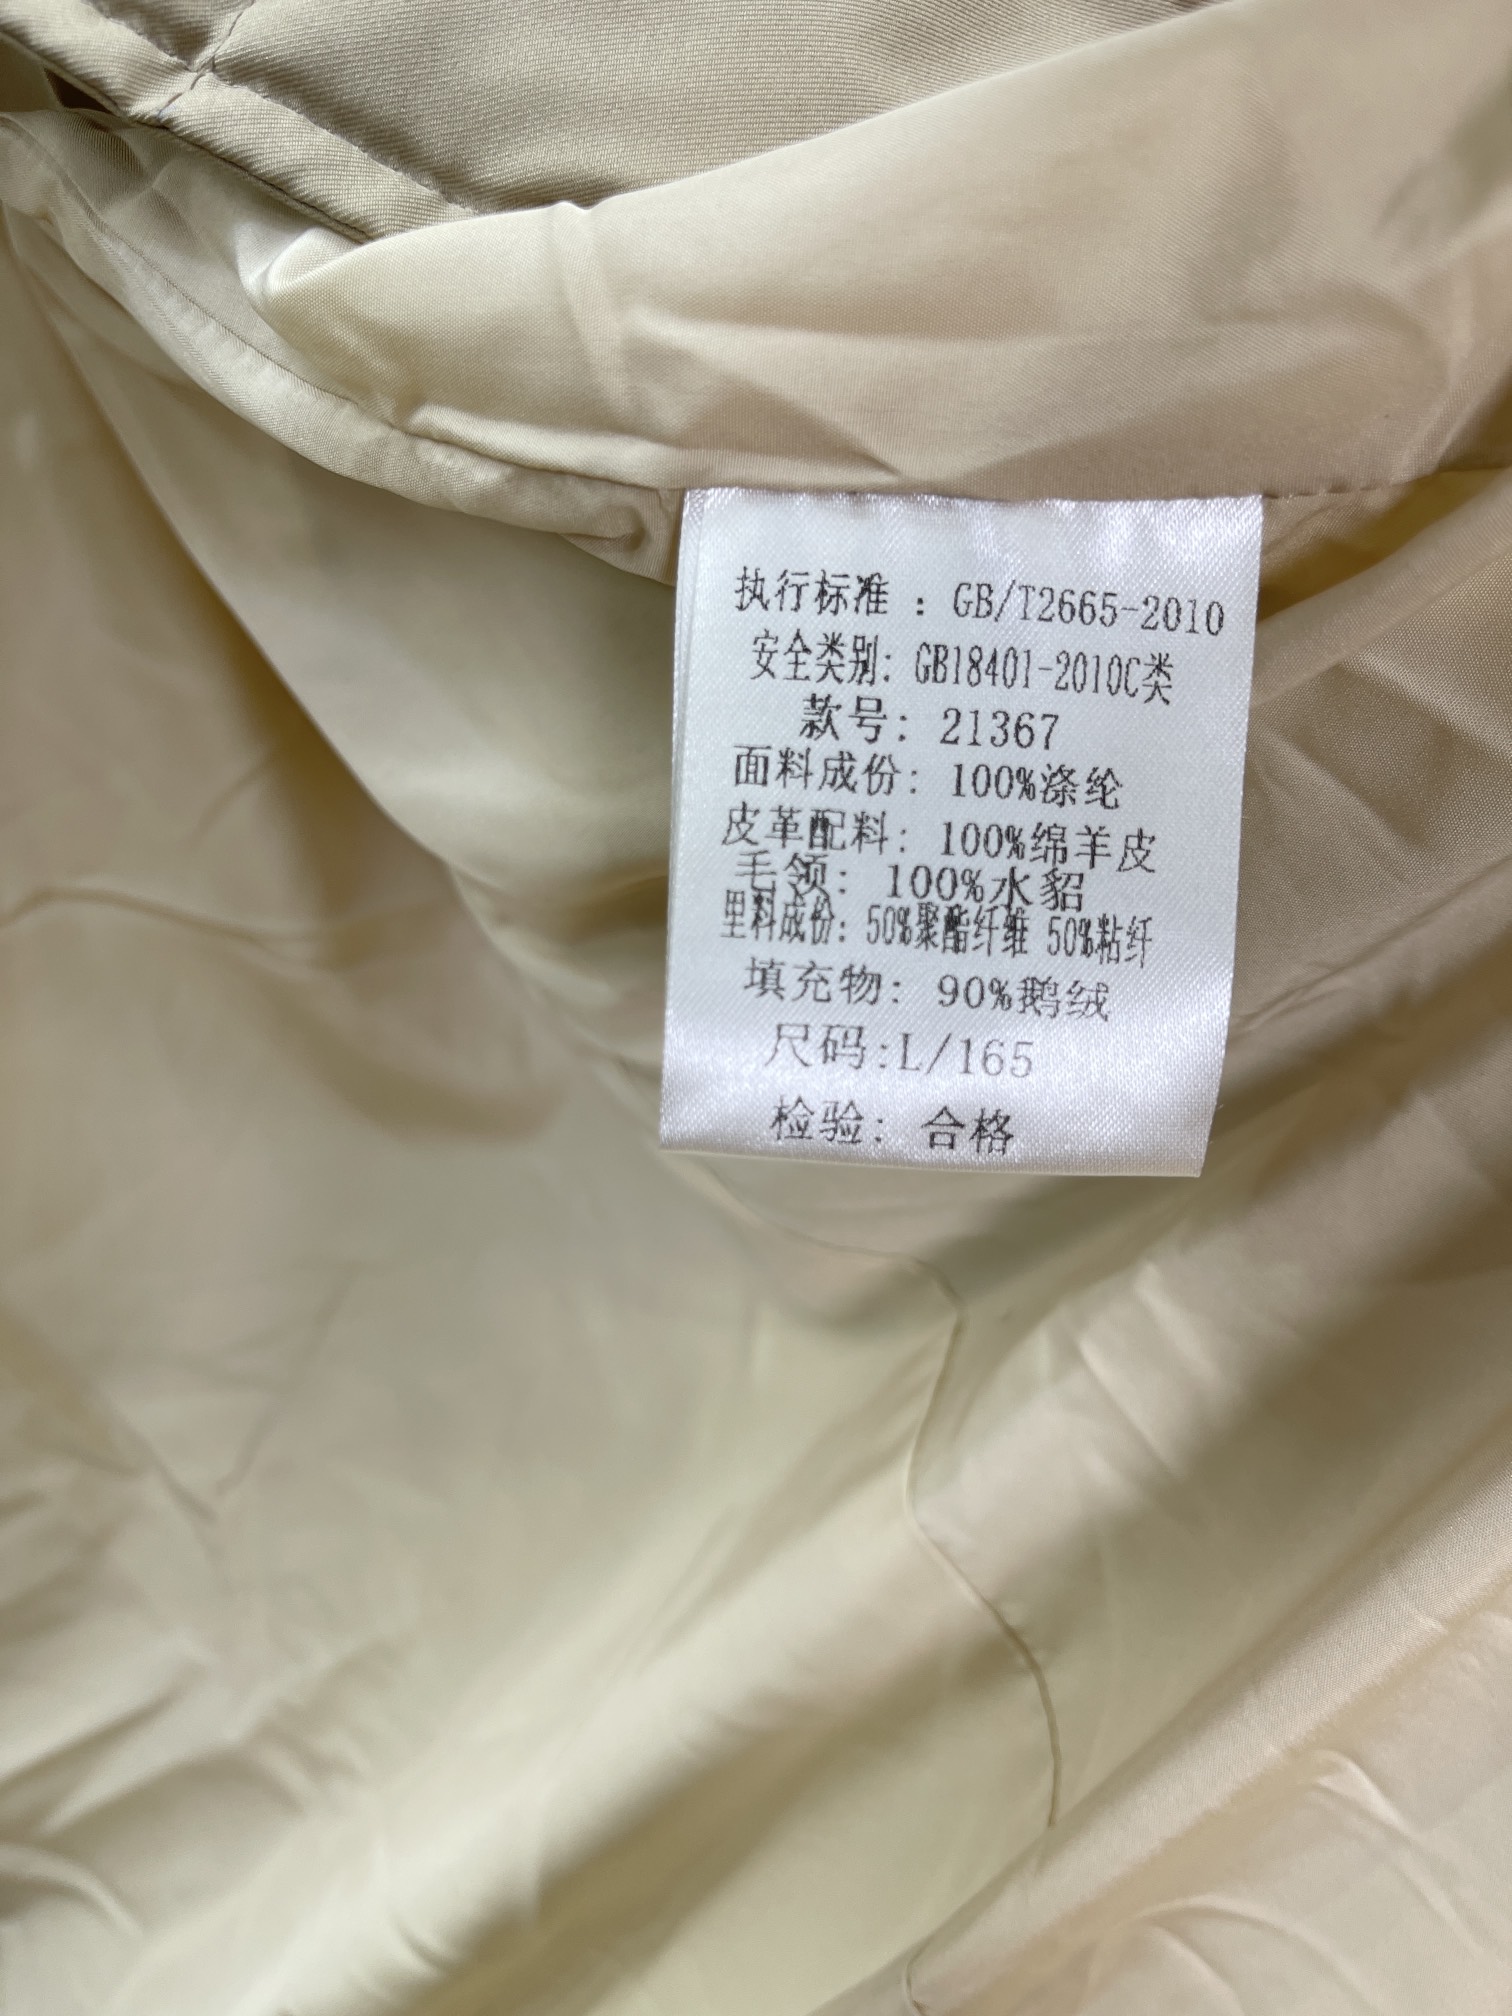 执行标准：GB/T2665-2010
安全类别: GB18401-2010C类
款号: 21367
面料成份: 100%涤纶
皮革配料: 100%绵羊皮
毛领: 100%水貂
里料成份: 50%聚酯纤维 50%粘纤
填充物: 90%鹅绒
尺码:L/165
检验: 合格